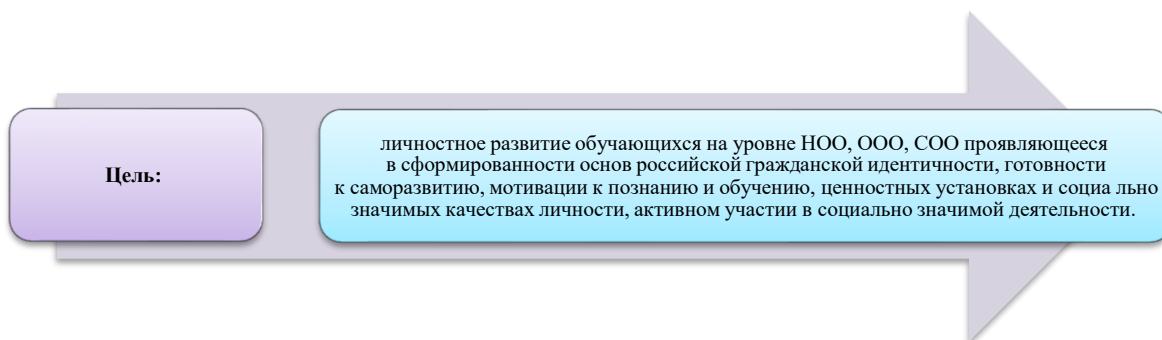 Цель:
личностное развитие обучающихся на уровне НОО, ООО, СОО проявляющееся
в сформированности основ российской гражданской идентичности, готовности
к саморазвитию, мотивации к познанию и обучению, ценностных установках и социа льно
значимых качествах личности, активном участии в социально значимой деятельности.